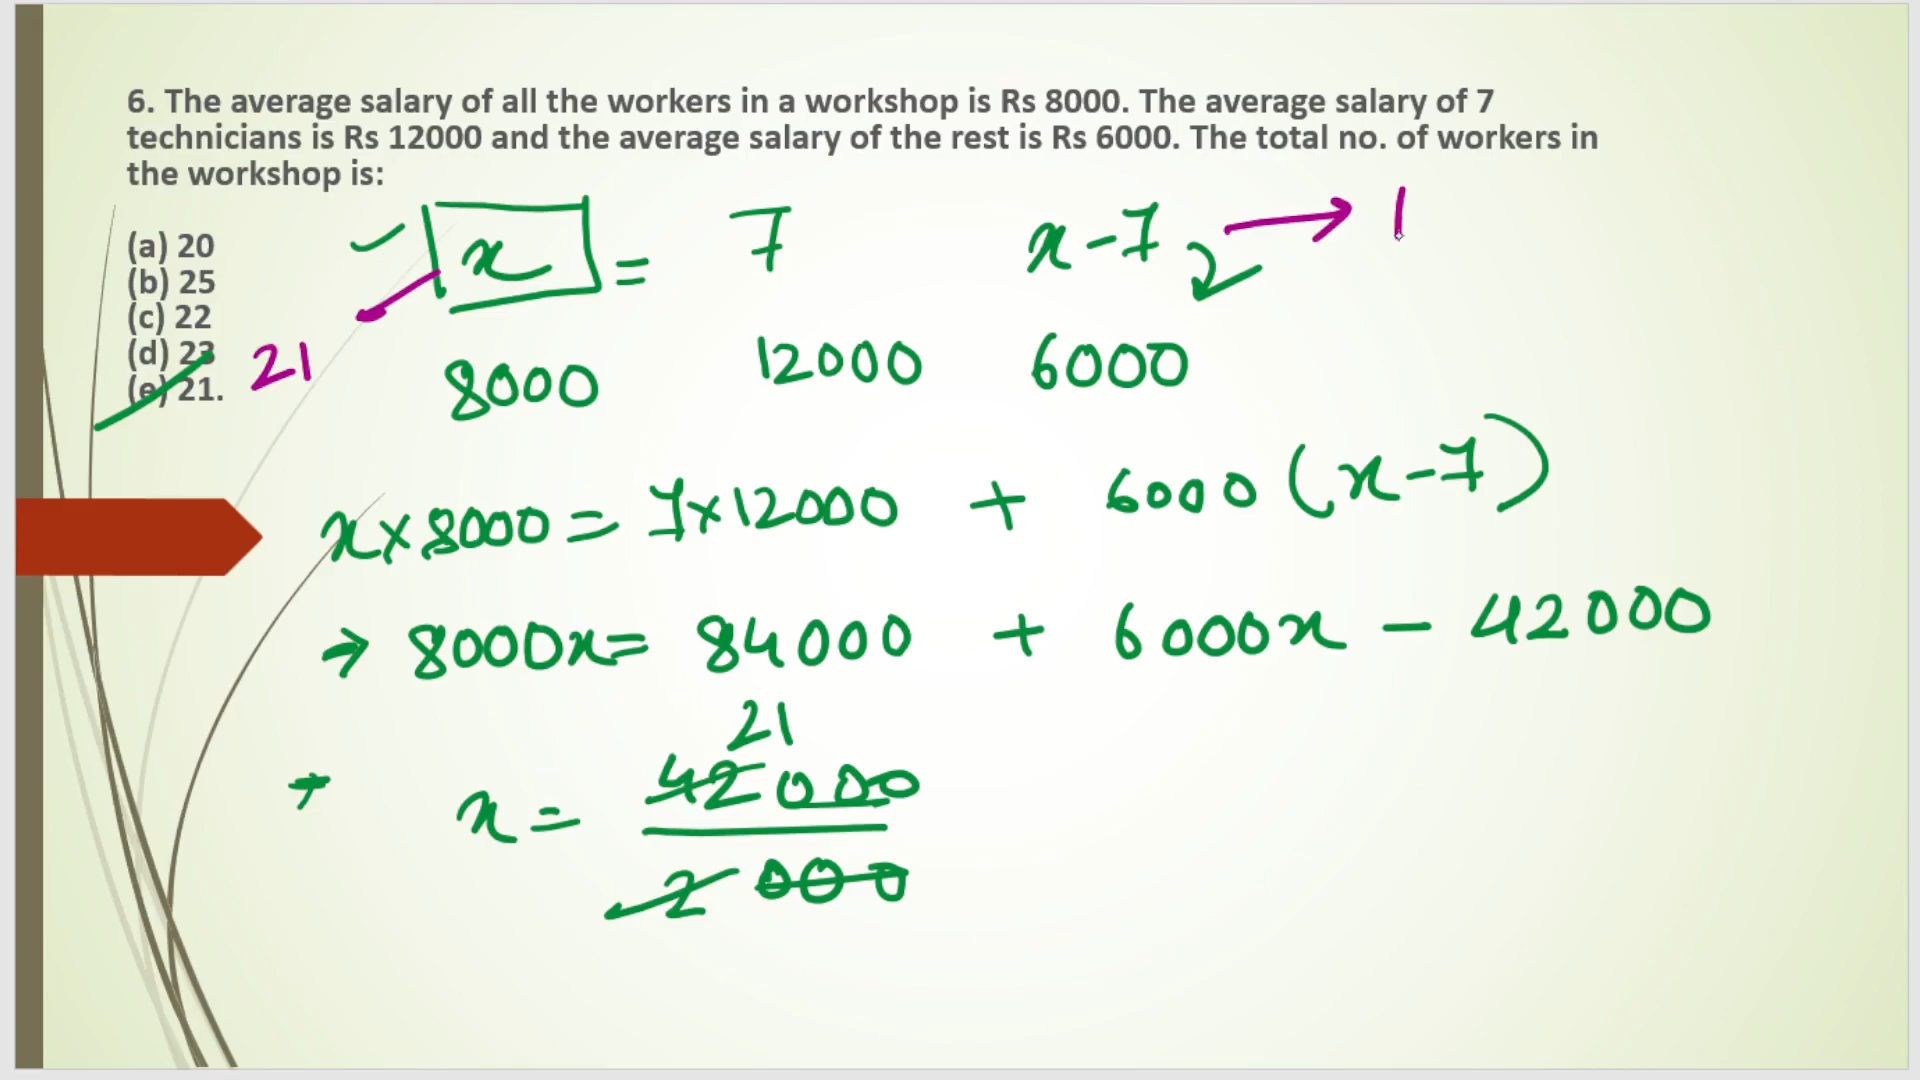 6. The average salary of all the workers in a workshop is Rs 8000. The average salary of 7
technicians is Rs 12000 and the average salary of the rest is Rs 6000. The total no. of workers in
the workshop is:
(a) 20
(b) 25
(c) 22
(d) 23
(e) 21.
21
x = 7 x-7 1
8000 12000 6000
x×8000 = 7×12000 + 6000 (x-7)
→ 8000x = 84000 + 6000x - 42000
21
x = 42000
2000